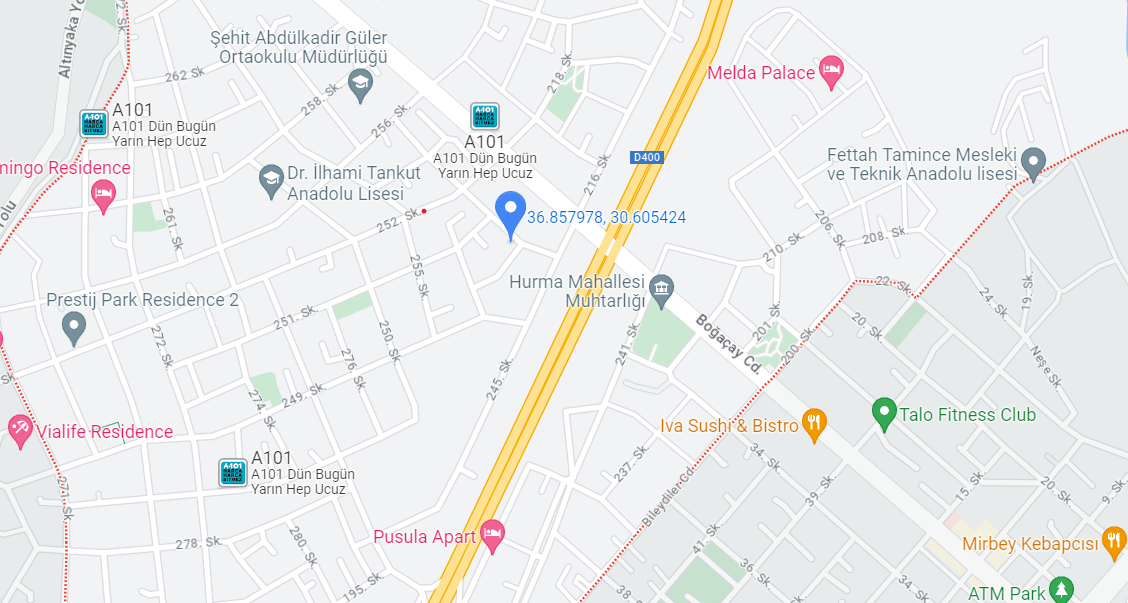 Altınyaka Yo
272. Sk.
Şehit Abdülkadir Güler
Ortaokulu Müdürlüğü
262 Sk.
258. Sk.
256. Sk.
218. Sk.
Melda Palace
A101
A101 Dün Bugün
Yarın Hep Ucuz
A101
A101 Dün Bugün
Yarın Hep Ucuz
D400
216. Sk.
Fettah Tamince Mesleki
ve Teknik Anadolu lisesi
mingo Residence
Dr. İlhami Tankut
Anadolu Lisesi
Yolu
261. Sk.
252. Sk.
36.857978, 30.605424
206. Sk.
208. Sk.
210. Sk.
255. Sk.
Hurma Mahallesi
Muhtarlığı
22. Sk.
24. Sk.
19. Sk.
Prestij Park Residence 2
251. Sk.
250. Sk.
272. Sk.
276. Sk.
Boğaçay Cd.
201. Sk.
200. Sk.
20. Sk.
241. Sk.
Neşe Sk.
245. Sk.
Sk.
274. Sk.
249. Sk.
Vialife Residence
Iva Sushi & Bistro
Talo Fitness Club
A101
A101 Dün Bugün
Yarın Hep Ucuz
237. Sk.
34. Sk.
39. Sk.
15. Sk.
20. Sk.
9. Sk.
271. Sk.
Bileydiler Cd.
278. Sk.
280. Sk.
Pusula Apart
41. Sk.
Mirbey Kebapcısı
195. Sk.
38.
36. Sk.
34. Sk.
ATM Park